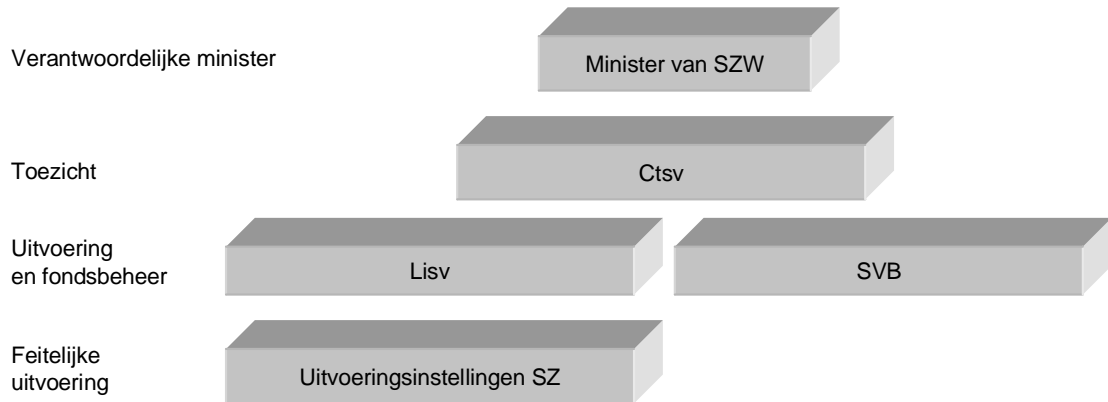 Verantwoordelijke minister
Minister van SZW
Toezicht
Ctsv
Uitvoering
en fondsbeheer
Lisv
SVB
Feitelijke
uitvoering
Uitvoeringsinstellingen SZ